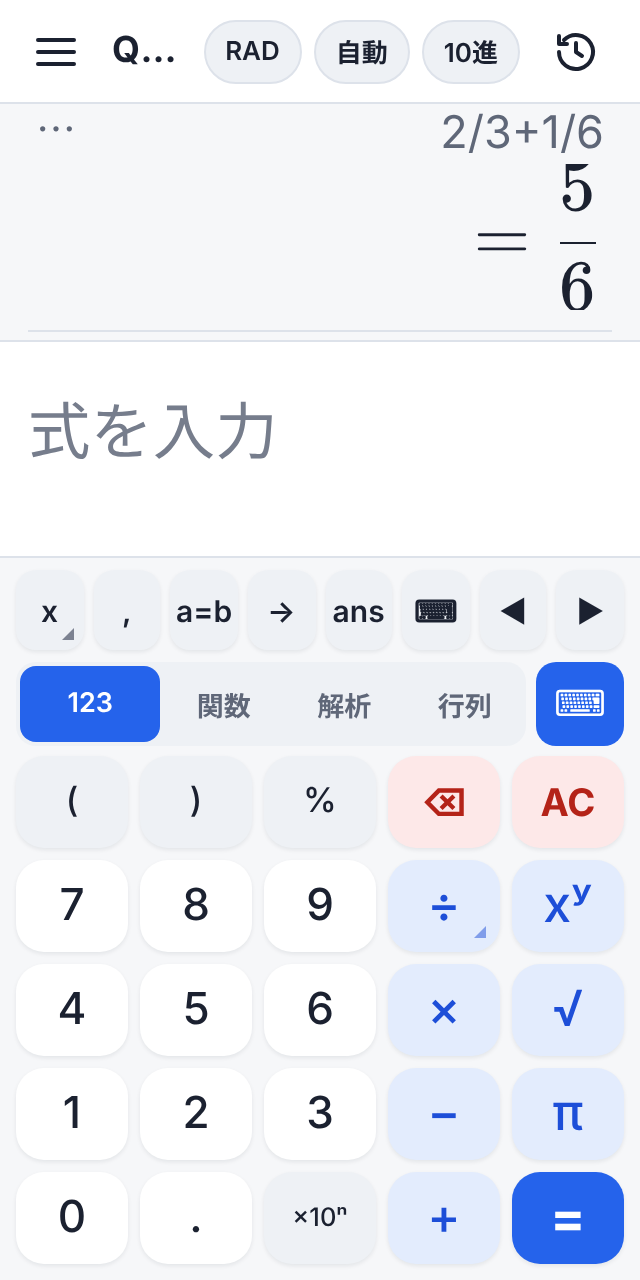 Q... RAD 自動 10進
... 2/3+1/6
= 5/6
式を入力
x , a=b → ans ⌨ ◀ ▶
123 関数 解析 行列 ⌨
( ) % ⌫ AC
7 8 9 ÷ xʸ
4 5 6 × √
1 2 3 − π
0 . ×10ⁿ + =